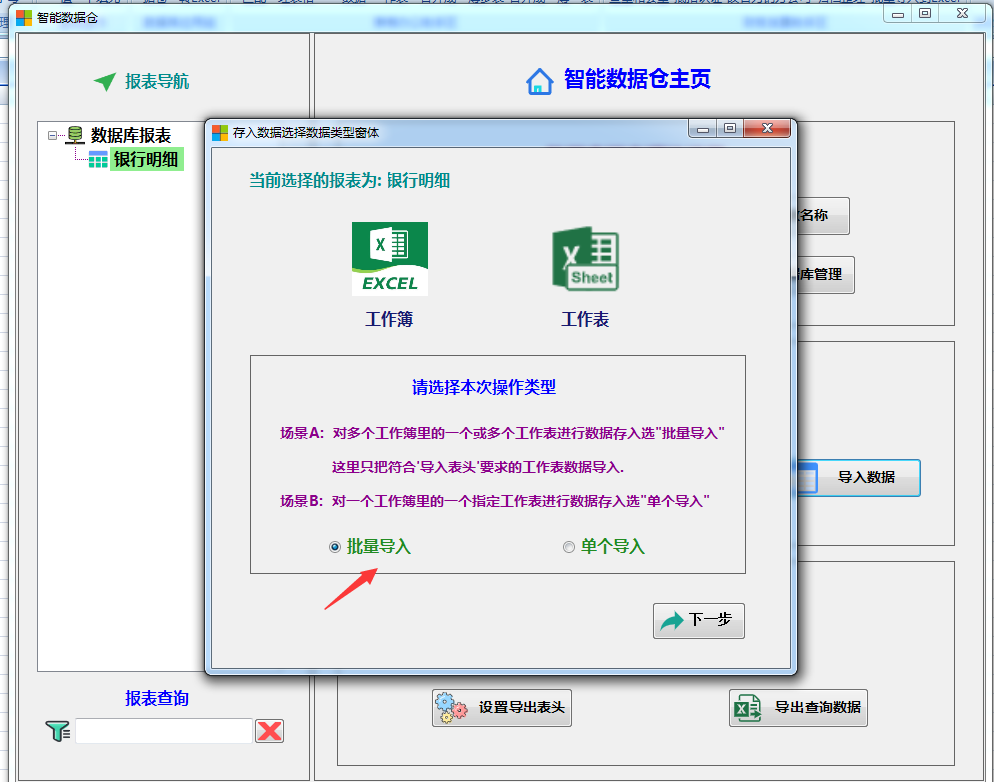 智能数据仓
报表导航
智能数据仓主页
数据库报表
银行明细
存入数据选择数据类型窗体
当前选择的报表为: 银行明细
EXCEL
Sheet
工作簿
工作表
名称
库管理
请选择本次操作类型
场景A: 对多个工作簿里的一个或多个工作表进行数据存入选"批量导入"
这里只把符合'导入表头'要求的工作表数据导入.
场景B: 对一个工作簿里的一个指定工作表进行数据存入选"单个导入"
导入数据
批量导入
单个导入
下一步
报表查询
设置导出表头
导出查询数据